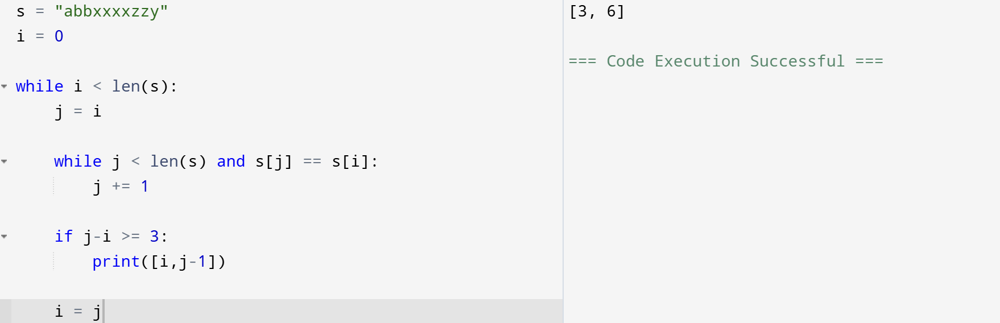 s = "abbxxxxzzy"
i = 0
while i < len(s):
    j = i
    while j < len(s) and s[j] == s[i]:
        j += 1
    if j-i >= 3:
        print([i,j-1])
    i = j
[3, 6]
=== Code Execution Successful ===